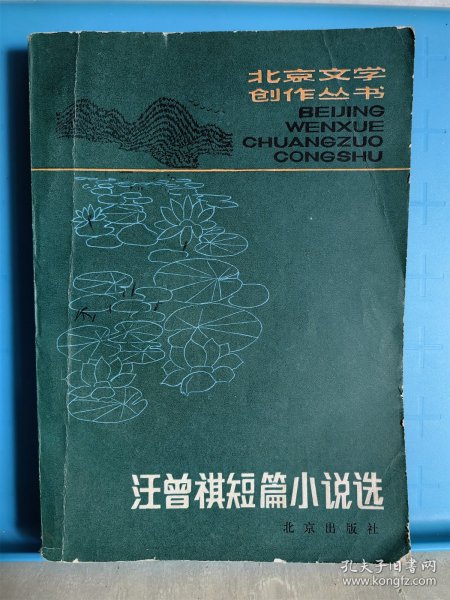 北京文学
创作丛书
BEIJING
WENXUE
CHUANGZUO
CONGSHU
汪曾祺短篇小说选
北京出版社
孔夫子旧书网
www.kongfz.com